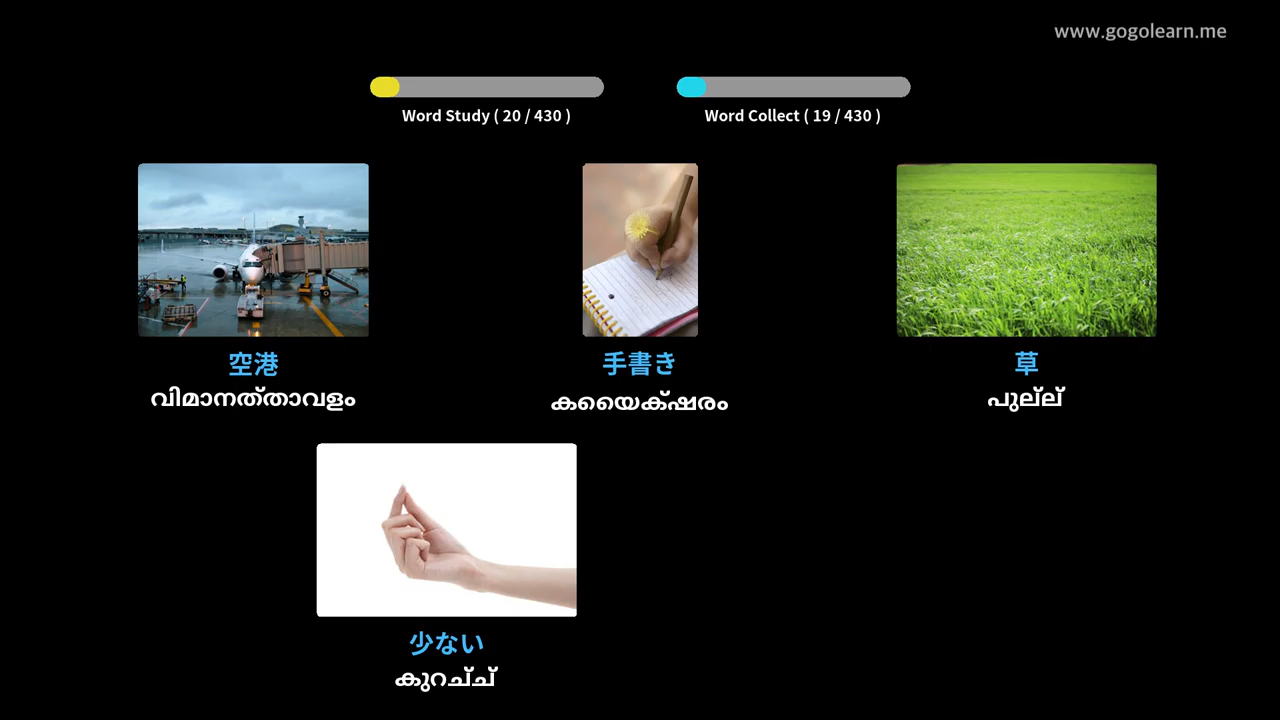 www.gogolearn.me
Word Study ( 20 / 430 )
Word Collect ( 19 / 430 )
空港
വിമാനത്താവളം
手書き
കയൈക്ഷരം
草
പുല്ല്
少ない
കുറച്ച്